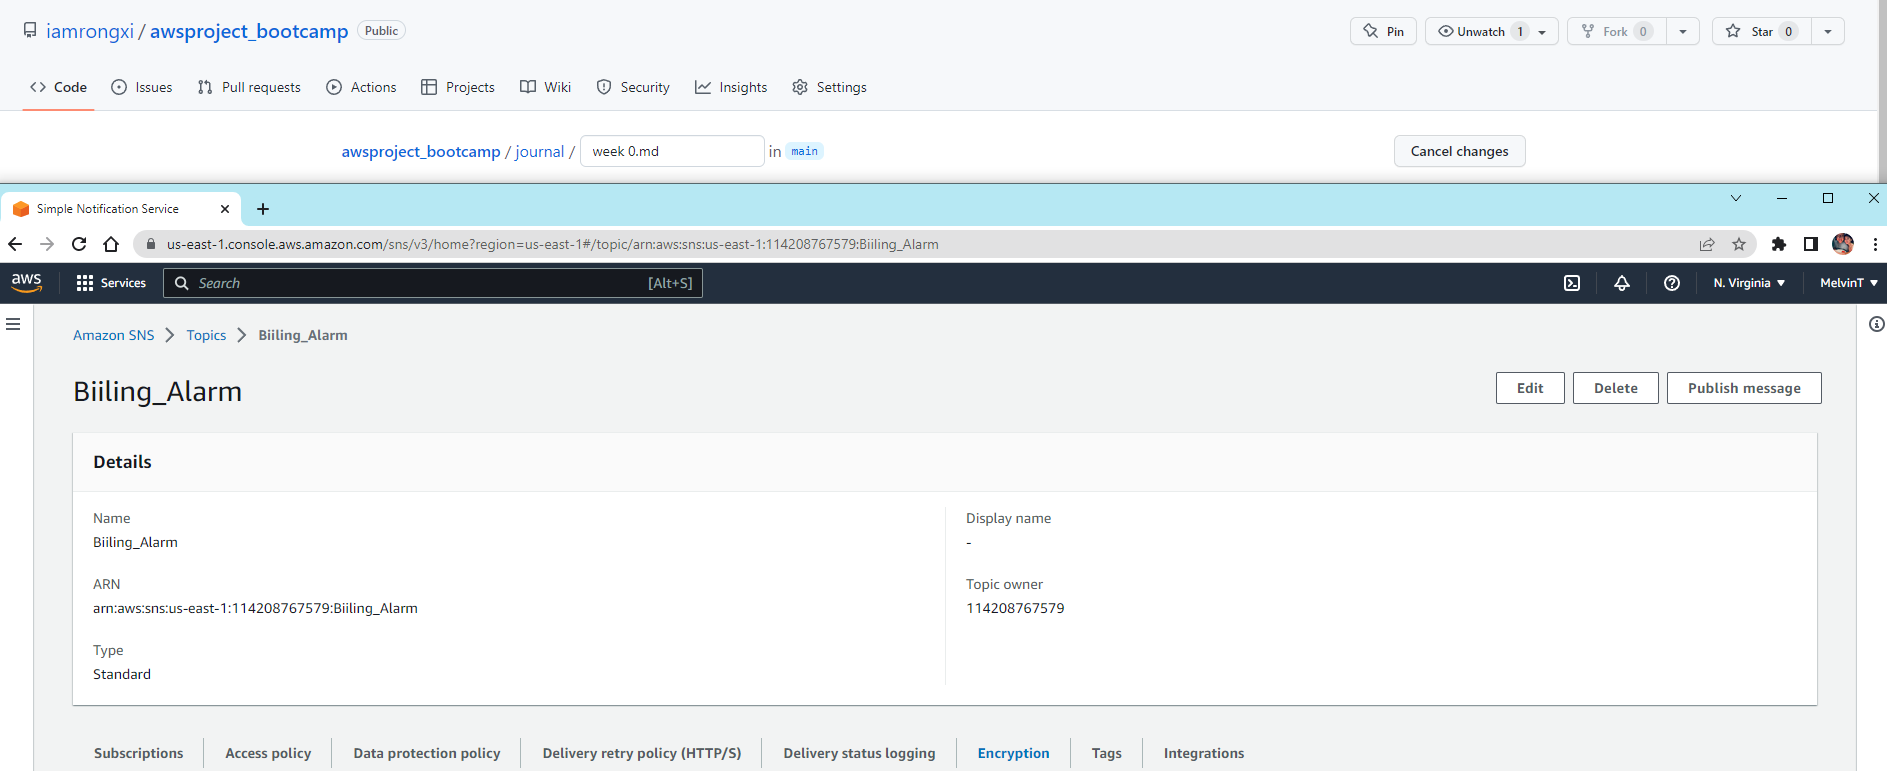 iamrongxi / awsproject_bootcamp Public Pin Unwatch 1 Fork 0 Star 0
Code Issues Pull requests Actions Projects Wiki Security Insights Settings
awsproject_bootcamp / journal / week 0.md in main Cancel changes
Simple Notification Service
us-east-1.console.aws.amazon.com/sns/v3/home?region=us-east-1#/topic/arn:aws:sns:us-east-1:114208767579:Biiling_Alarm
aws Services Search [Alt+S] N. Virginia MelvinT
Amazon SNS Topics Biiling_Alarm
Biiling_Alarm Edit Delete Publish message
Details
Name Display name
Biiling_Alarm -
ARN Topic owner
arn:aws:sns:us-east-1:114208767579:Biiling_Alarm 114208767579
Type
Standard
Subscriptions Access policy Data protection policy Delivery retry policy (HTTP/S) Delivery status logging Encryption Tags Integrations